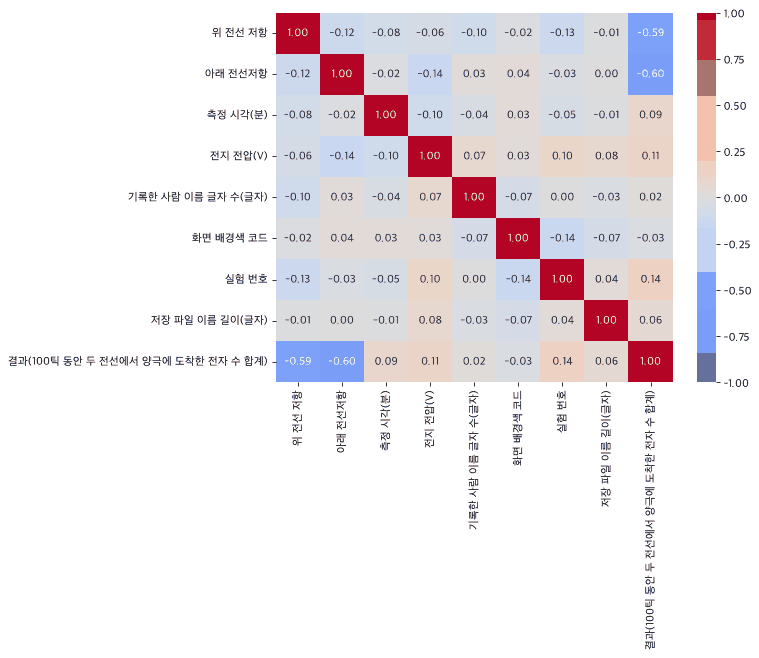 위 전선 저항 1.00 -0.12 -0.08 -0.06 -0.10 -0.02 -0.13 -0.01 -0.59
아래 전선저항 -0.12 1.00 -0.02 -0.14 0.03 0.04 -0.03 0.00 -0.60
측정 시각(분) -0.08 -0.02 1.00 -0.10 -0.04 0.03 -0.05 -0.01 0.09
전지 전압(V) -0.06 -0.14 -0.10 1.00 0.07 0.03 0.10 0.08 0.11
기록한 사람 이름 글자 수(글자) -0.10 0.03 -0.04 0.07 1.00 -0.07 0.00 -0.03 0.02
화면 배경색 코드 -0.02 0.04 0.03 0.03 -0.07 1.00 -0.14 -0.07 -0.03
실험 번호 -0.13 -0.03 -0.05 0.10 0.00 -0.14 1.00 0.04 0.14
저장 파일 이름 길이(글자) -0.01 0.00 -0.01 0.08 -0.03 -0.07 0.04 1.00 0.06
결과(100틱 동안 두 전선에서 양극에 도착한 전자 수 합계) -0.59 -0.60 0.09 0.11 0.02 -0.03 0.14 0.06 1.00
위 전선 저항
아래 전선저항
측정 시각(분)
전지 전압(V)
기록한 사람 이름 글자 수(글자)
화면 배경색 코드
실험 번호
저장 파일 이름 길이(글자)
결과(100틱 동안 두 전선에서 양극에 도착한 전자 수 합계)
1.00
0.75
0.50
0.25
0.00
-0.25
-0.50
-0.75
-1.00